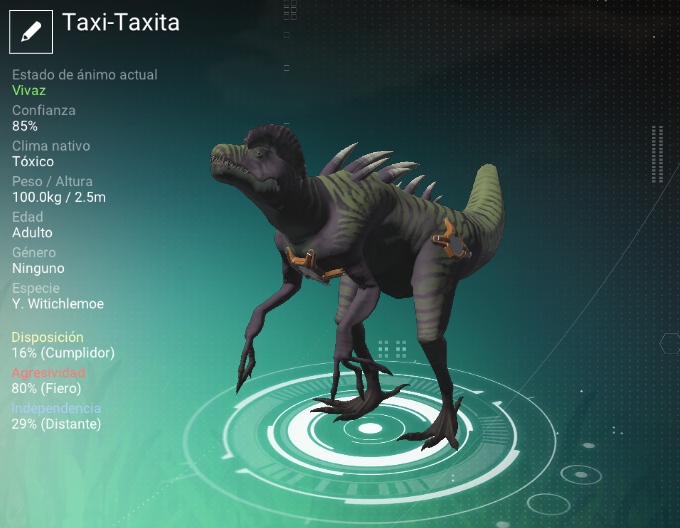 Taxi-Taxita
Estado de ánimo actual
Vivaz
Confianza
85%
Clima nativo
Tóxico
Peso / Altura
100.0kg / 2.5m
Edad
Adulto
Género
Ninguno
Especie
Y. Witichlemoe
Disposición
16% (Cumplidor)
Agresividad
80% (Fiero)
Independencia
29% (Distante)